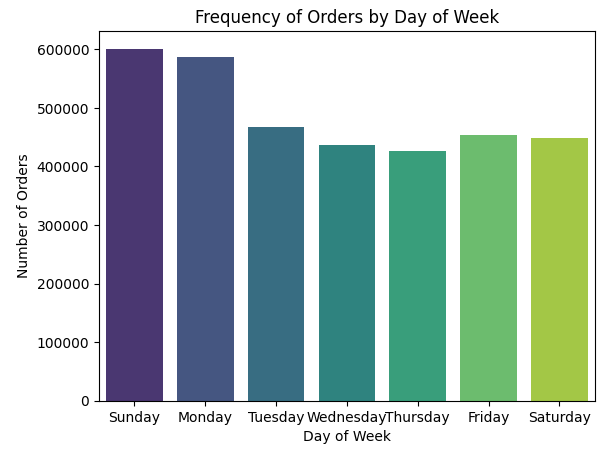 Frequency of Orders by Day of Week
Number of Orders
600000
500000
400000
300000
200000
100000
0
Sunday Monday Tuesday Wednesday Thursday Friday Saturday
Day of Week